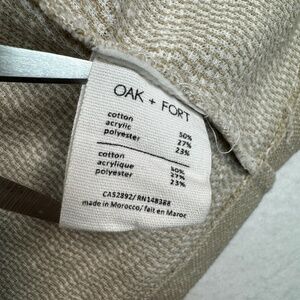 OAK + FORT
cotton 50%
acrylic 27%
polyester 23%
cotton 50%
acrylique 27%
polyester 23%
CA52892/ RN148388
made in Morocco/ fait en Maroc